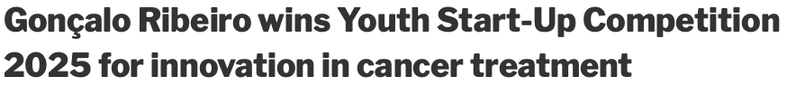 Gonçalo Ribeiro wins Youth Start-Up Competition
2025 for innovation in cancer treatment